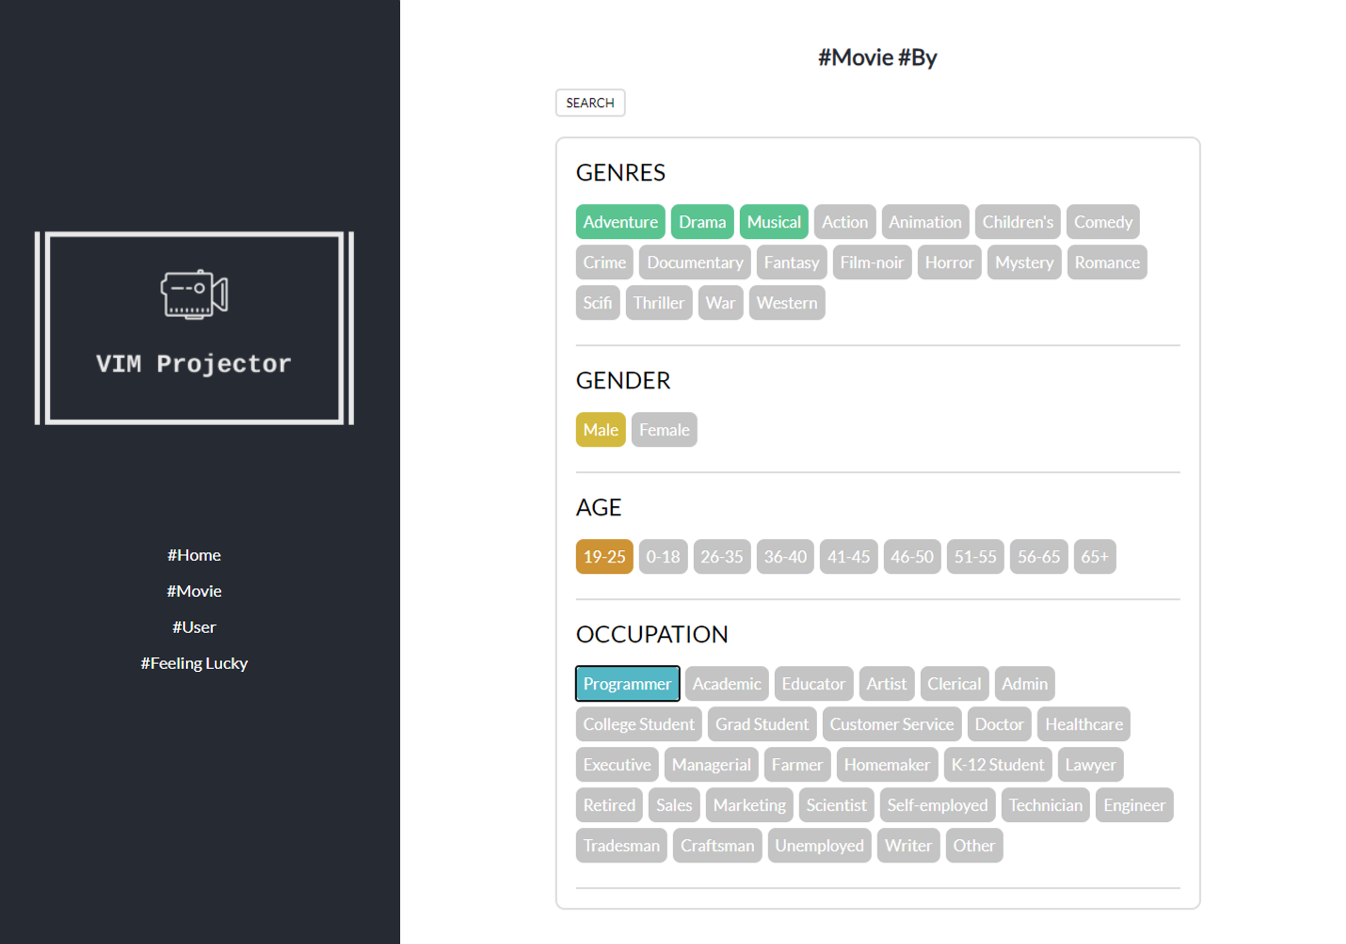 VIM Projector
#Home
#Movie
#User
#Feeling Lucky
#Movie #By
SEARCH
GENRES
Adventure Drama Musical Action Animation Children's Comedy
Crime Documentary Fantasy Film-noir Horror Mystery Romance
Scifi Thriller War Western
GENDER
Male Female
AGE
19-25 0-18 26-35 36-40 41-45 46-50 51-55 56-65 65+
OCCUPATION
Programmer Academic Educator Artist Clerical Admin
College Student Grad Student Customer Service Doctor Healthcare
Executive Managerial Farmer Homemaker K-12 Student Lawyer
Retired Sales Marketing Scientist Self-employed Technician Engineer
Tradesman Craftsman Unemployed Writer Other